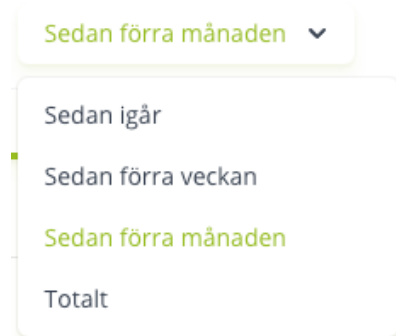 Sedan förra månaden
Sedan igår
Sedan förra veckan
Sedan förra månaden
Totalt